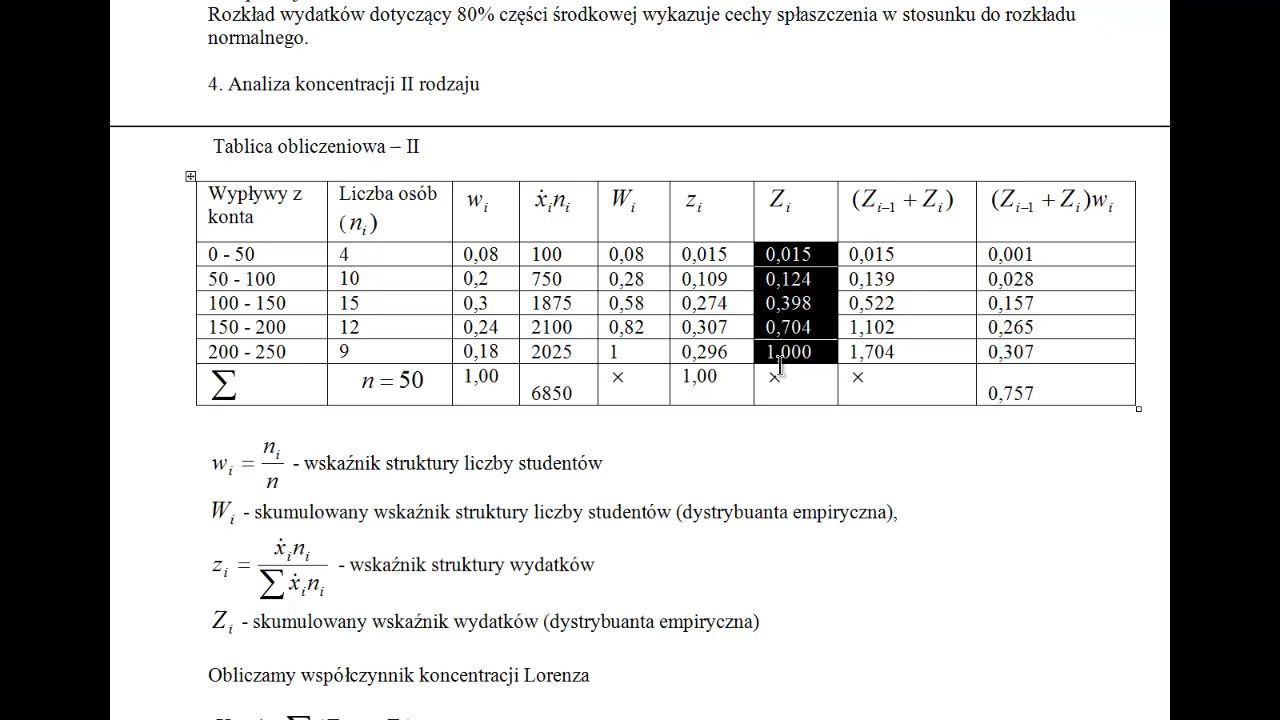 Rozkład wydatków dotyczący 80% części środkowej wykazuje cechy spłaszczenia w stosunku do rozkładu
normalnego.
4. Analiza koncentracji II rodzaju
Tablica obliczeniowa – II
Wypływy z konta | Liczba osób (nᵢ) | wᵢ | ẋᵢnᵢ | Wᵢ | zᵢ | Zᵢ | (Zᵢ₋₁ + Zᵢ) | (Zᵢ₋₁ + Zᵢ)wᵢ
0 - 50 | 4 | 0,08 | 100 | 0,08 | 0,015 | 0,015 | 0,015 | 0,001
50 - 100 | 10 | 0,2 | 750 | 0,28 | 0,109 | 0,124 | 0,139 | 0,028
100 - 150 | 15 | 0,3 | 1875 | 0,58 | 0,274 | 0,398 | 0,522 | 0,157
150 - 200 | 12 | 0,24 | 2100 | 0,82 | 0,307 | 0,704 | 1,102 | 0,265
200 - 250 | 9 | 0,18 | 2025 | 1 | 0,296 | 1,000 | 1,704 | 0,307
∑ | n = 50 | 1,00 | 6850 | × | 1,00 | × | × | 0,757
wᵢ = nᵢ / n - wskaźnik struktury liczby studentów
Wᵢ - skumulowany wskaźnik struktury liczby studentów (dystrybuanta empiryczna),
zᵢ = ẋᵢnᵢ / ∑ẋᵢnᵢ - wskaźnik struktury wydatków
Zᵢ - skumulowany wskaźnik wydatków (dystrybuanta empiryczna)
Obliczamy współczynnik koncentracji Lorenza